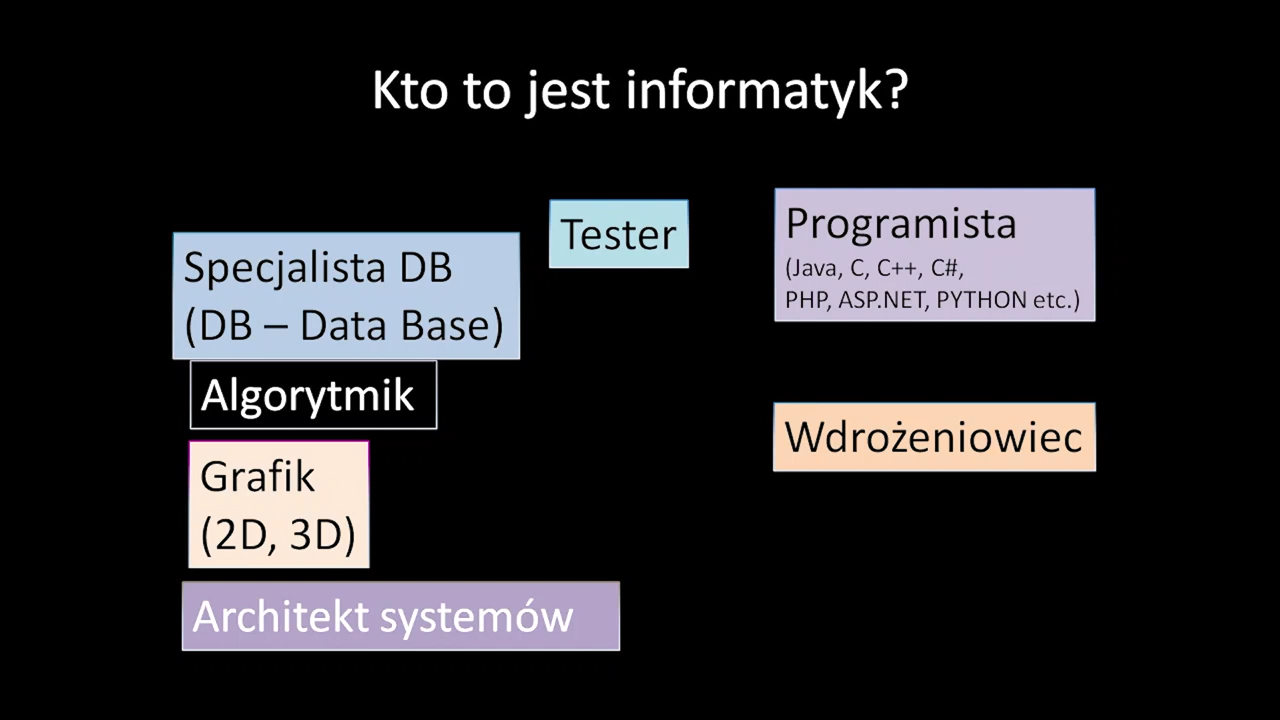 Kto to jest informatyk?
Specjalista DB
(DB – Data Base)
Tester
Programista
(Java, C, C++, C#,
PHP, ASP.NET, PYTHON etc.)
Algorytmik
Wdrożeniowiec
Grafik
(2D, 3D)
Architekt systemów